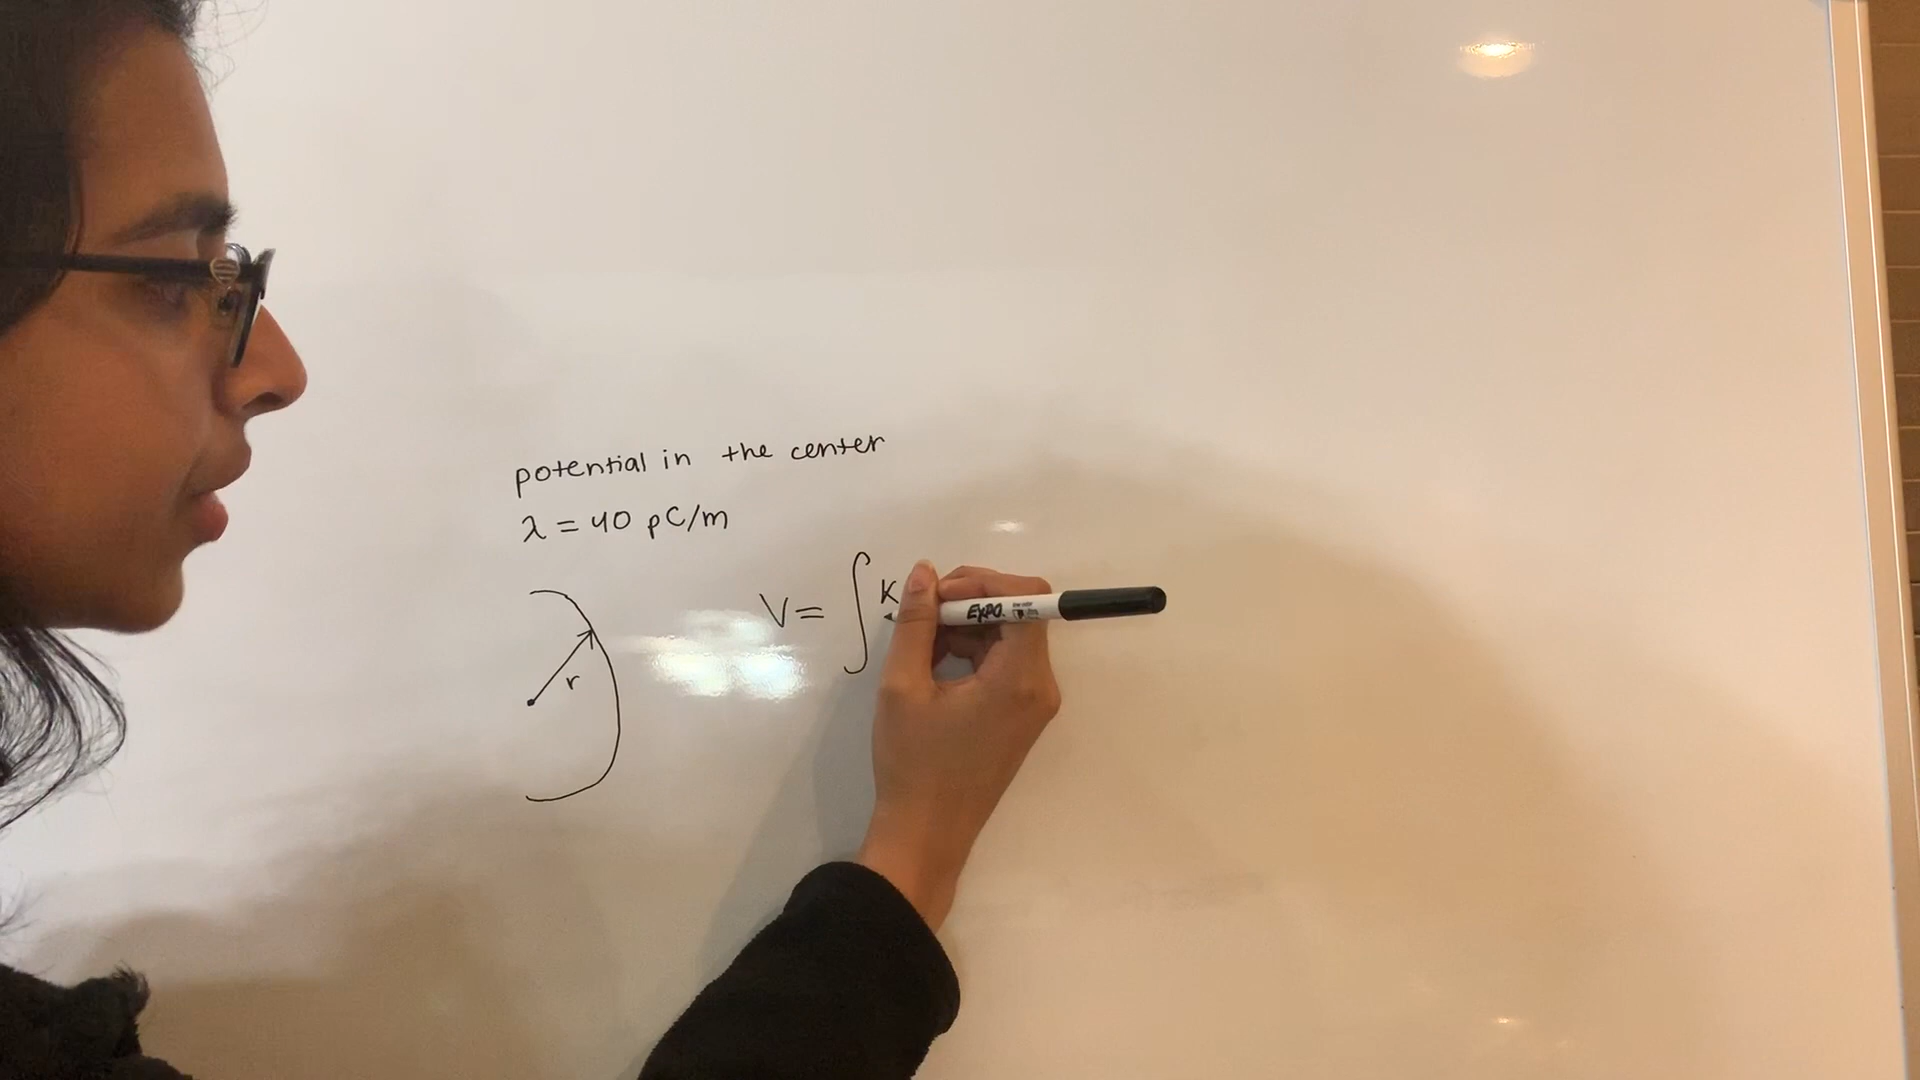 potential in the center
λ = 40 pC/m
V = ∫ K
r
EXPO